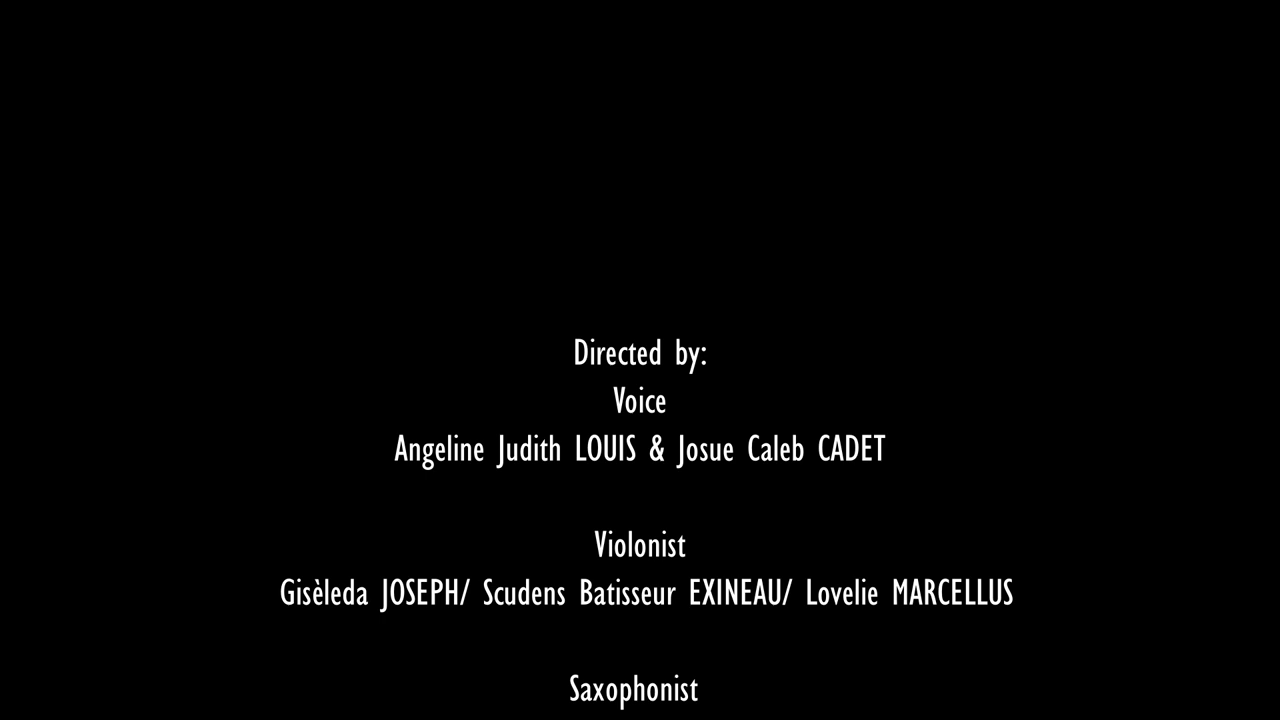 Directed by:
Voice
Angeline Judith LOUIS & Josue Caleb CADET
Violonist
Gisèleda JOSEPH/ Scudens Batisseur EXINEAU/ Lovelie MARCELLUS
Saxophonist